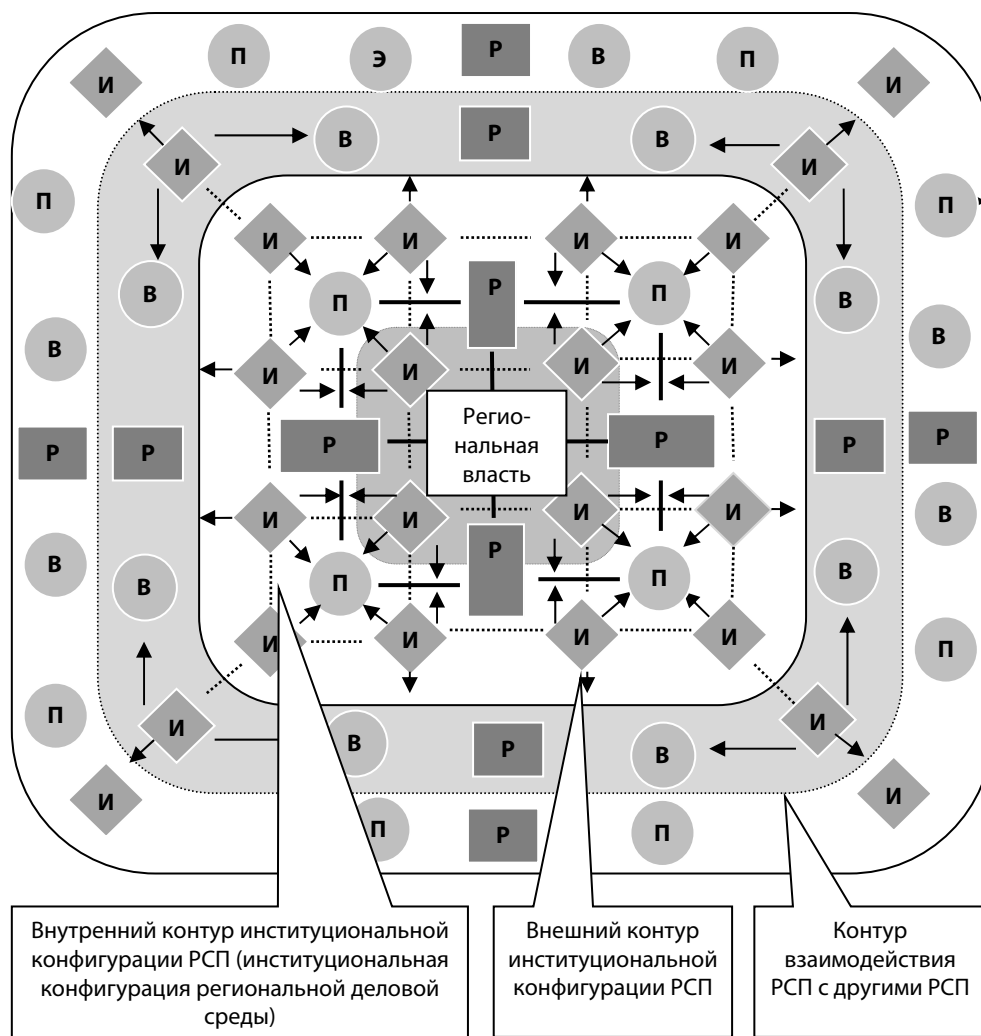 П Э Р В П
И И
Р
В В
И И
П П
И И И И
Р
П П
В В
В В
И И И И
Регио-
нальная
власть
Р Р Р Р Р Р
И И И И
В В
Р
В П П В
И И И И
П П
И И
В Р В
И И
П Р П
Внутренний контур институциональной
конфигурации РСП (институциональная
конфигурация региональной деловой
среды)
Внешний контур
институциональной
конфигурации РСП
Контур
взаимодействия
РСП с другими РСП